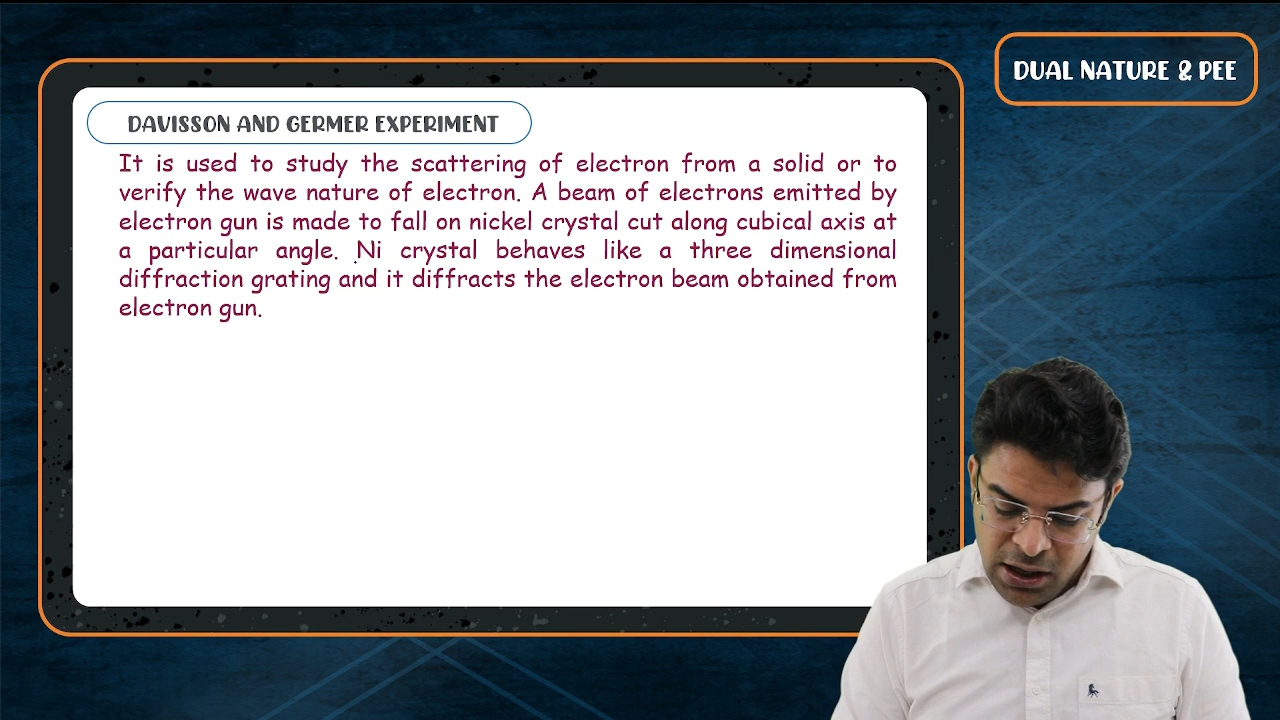 DUAL NATURE & PEE
DAVISSON AND GERMER EXPERIMENT
It is used to study the scattering of electron from a solid or to
verify the wave nature of electron. A beam of electrons emitted by
electron gun is made to fall on nickel crystal cut along cubical axis at
a particular angle. Ni crystal behaves like a three dimensional
diffraction grating and it diffracts the electron beam obtained from
electron gun.